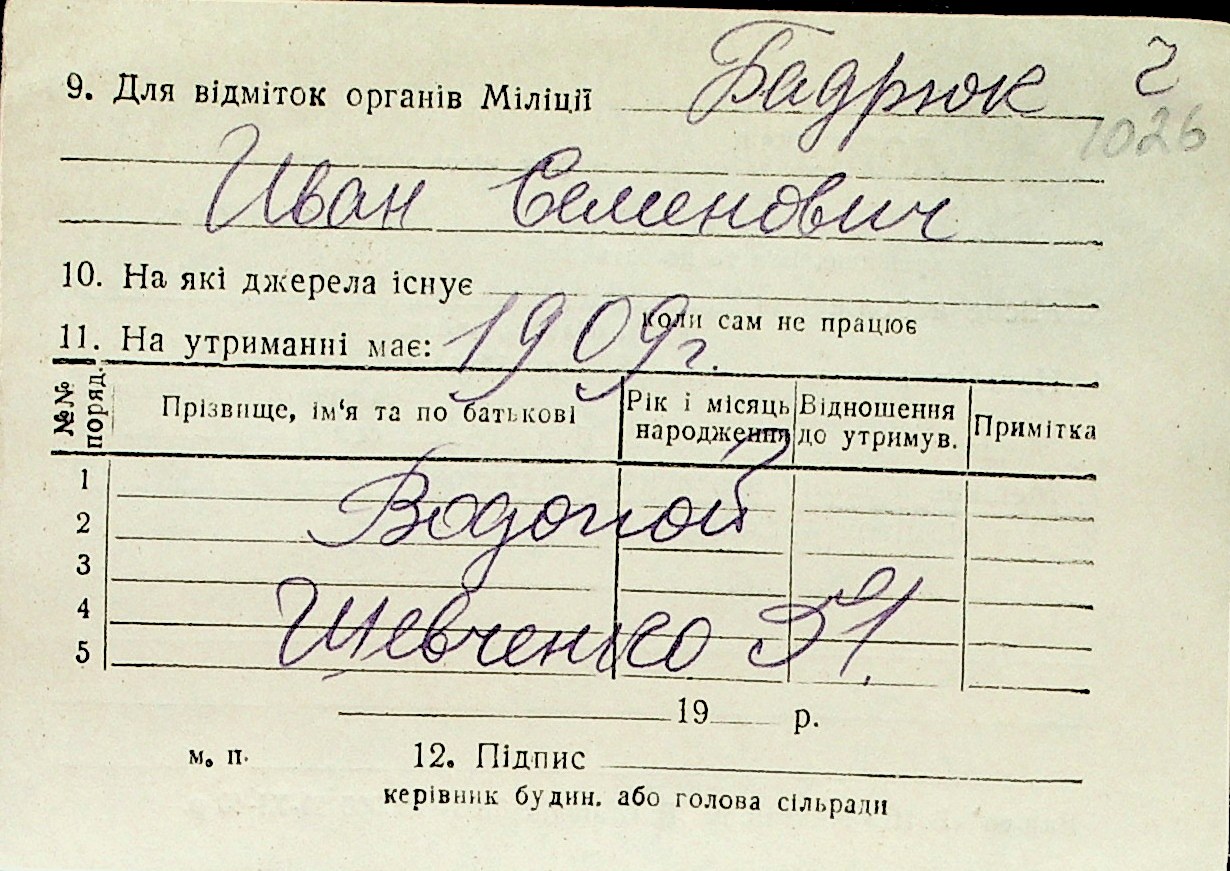 9. Для відміток органів Міліції Бадрюк 2
1026
Иван Семенович
10. На які джерела існує
коли сам не працює
11. На утриманні має: 1909 г.
№№ поряд. Прізвище, ім'я та по батькові Рік і місяць народження Відношення до утримув. Примітка
1
2 Водопой
3
4 Шевченко 51
5
19 р.
м. п. 12. Підпис
керівник будин. або голова сільради